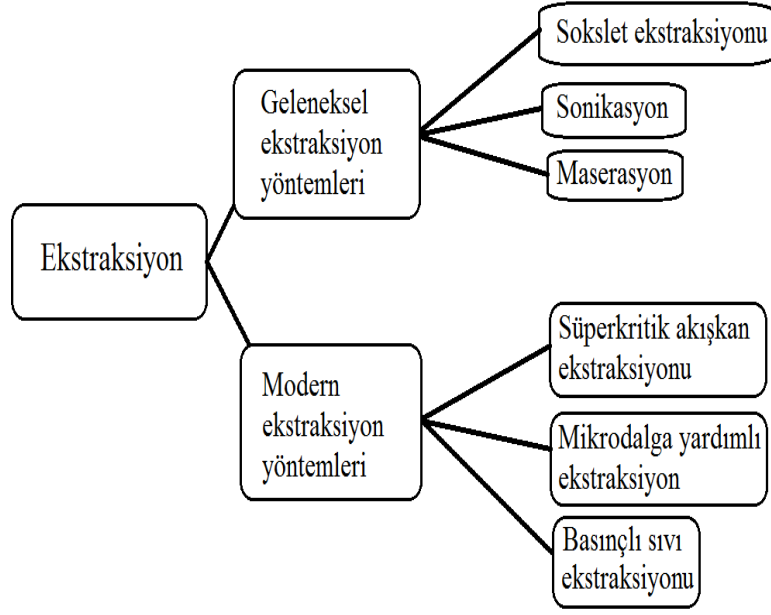 Ekstraksiyon
Geleneksel
ekstraksiyon
yöntemleri
Sokslet ekstraksiyonu
Sonikasyon
Maserasyon
Modern
ekstraksiyon
yöntemleri
Süperkritik akışkan
ekstraksiyonu
Mikrodalga yardımlı
ekstraksiyon
Basınçlı sıvı
ekstraksiyonu